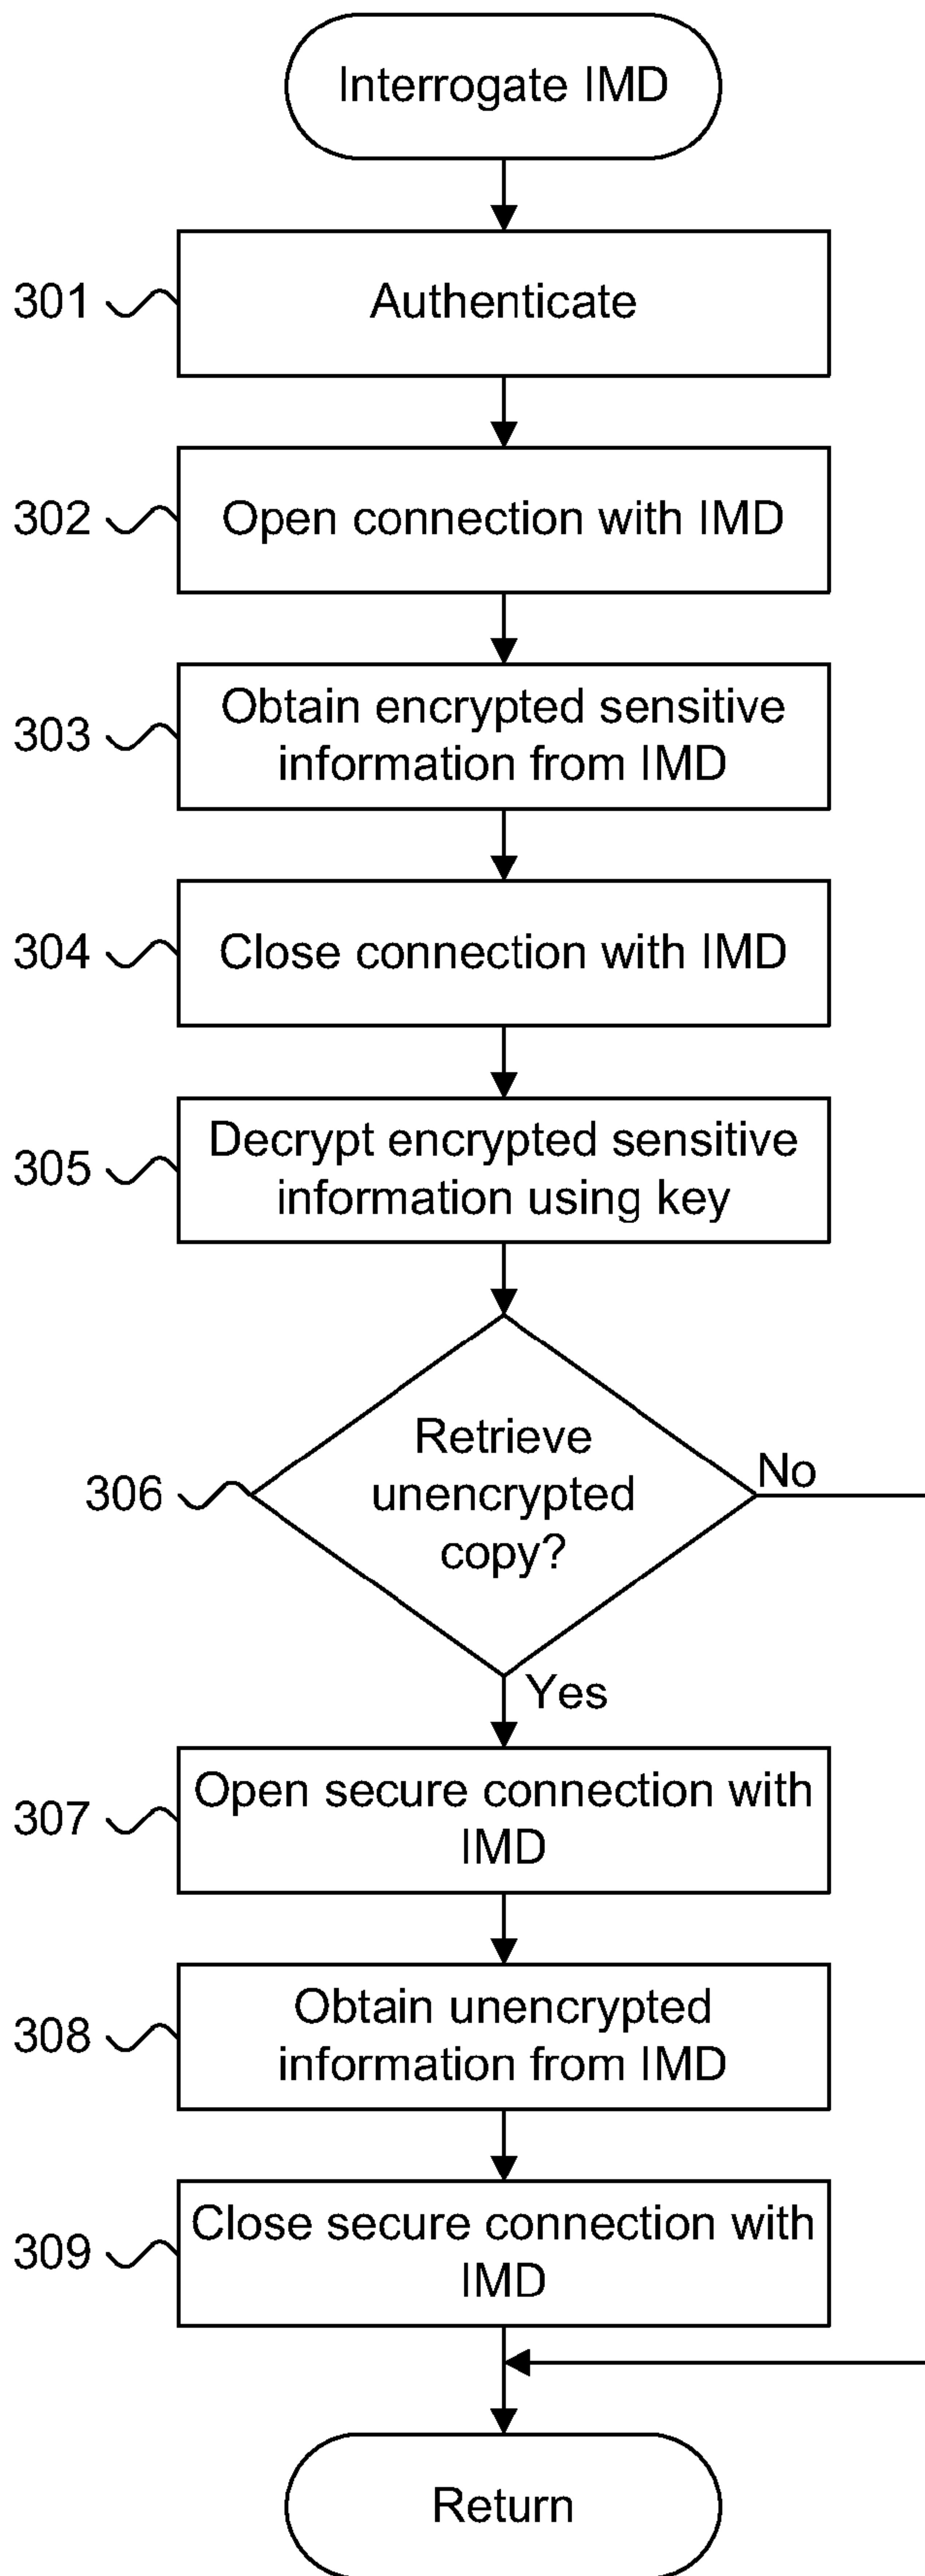 Interrogate IMD
301
Authenticate
302
Open connection with IMD
303
Obtain encrypted sensitive
information from IMD
304
Close connection with IMD
305
Decrypt encrypted sensitive
information using key
306
Retrieve
unencrypted
copy?
No
Yes
307
Open secure connection with
IMD
308
Obtain unencrypted
information from IMD
309
Close secure connection with
IMD
Return